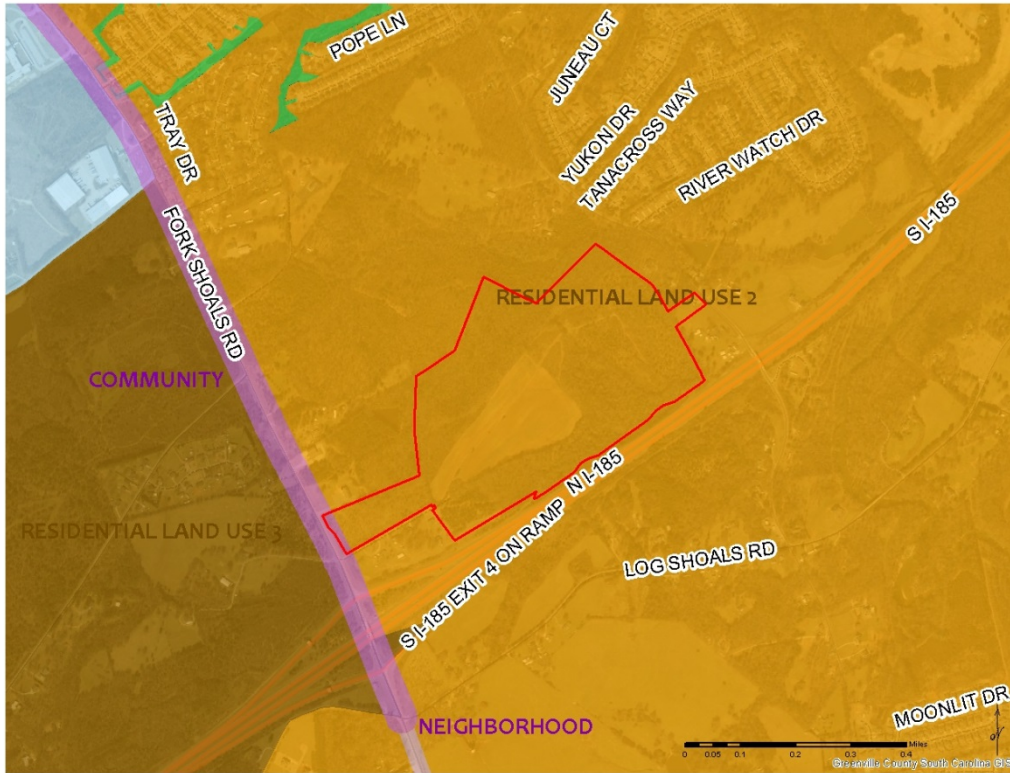 POPE LN
JUNEAU CT
TRAY DR
YUKON DR
TANACROSS WAY
RIVER WATCH DR
S I-185
FORK SHOALS RD
RESIDENTIAL LAND USE 2
COMMUNITY
N I-185
RESIDENTIAL LAND USE 3
S I-185 EXIT 4 ON RAMP
LOG SHOALS RD
MOONLIT DR
NEIGHBORHOOD
Miles
0 0.05 0.1 0.2 0.3 0.4
Greenville County South Carolina GIS